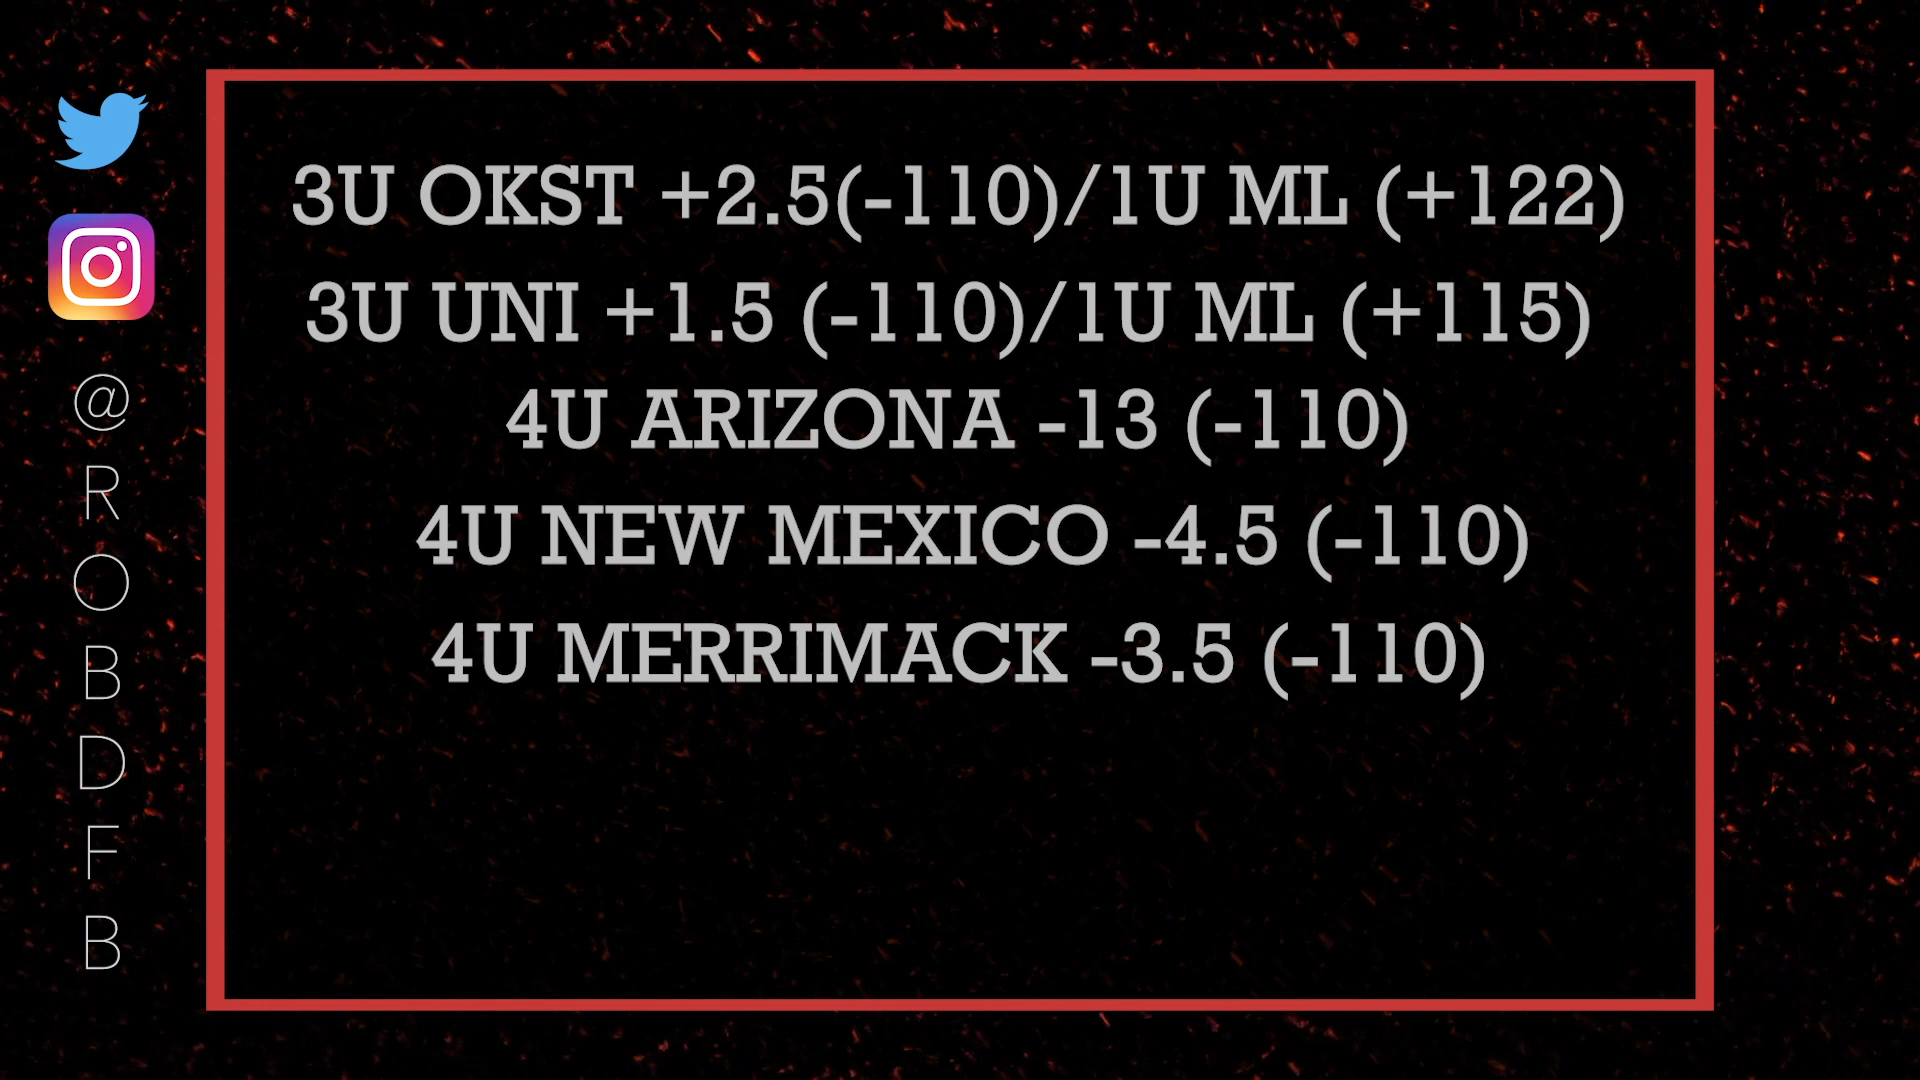 3U OKST +2.5(-110)/1U ML (+122)
3U UNI +1.5 (-110)/1U ML (+115)
4U ARIZONA -13 (-110)
4U NEW MEXICO -4.5 (-110)
4U MERRIMACK -3.5 (-110)
@ROBDFB